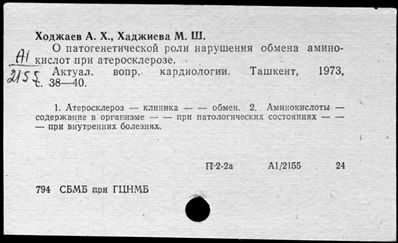 Ходжаев А. Х., Хаджиева М. Ш.
О патогенетической роли нарушения обмена амино-
кислот при атеросклерозе.
А1
2155
Актуал. вопр. кардиологии. Ташкент, 1973,
с. 38—40.
1. Атеросклероз — клиника — — обмен. 2. Аминокислоты —
содержание в организме — — при патологических состояниях — —
— при внутренних болезнях.
П-2-2а А1/2155 24
794 СБМБ при ГЦНМБ